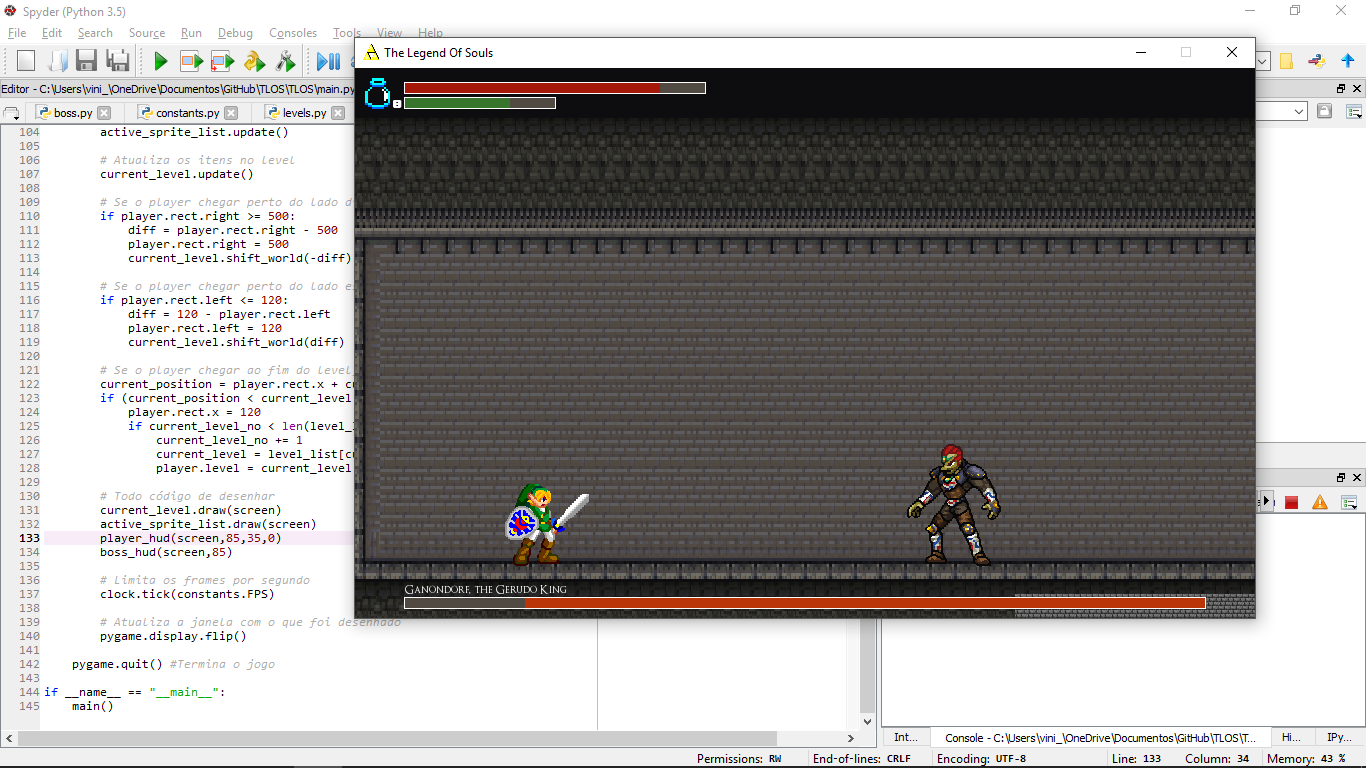 Spyder (Python 3.5)
File Edit Search Source Run Debug Consoles Tools View Help
The Legend Of Souls
Editor - C:\Users\vini_\OneDrive\Documentos\GitHub\TLOS\TLOS\main.py
boss.py constants.py levels.py
104 active_sprite_list.update()
105
106 # Atualiza os itens no level
107 current_level.update()
108
109 # Se o player chegar perto do lado d
110 if player.rect.right >= 500:
111 diff = player.rect.right - 500
112 player.rect.right = 500
113 current_level.shift_world(-diff)
114
115 # Se o player chegar perto do lado e
116 if player.rect.left <= 120:
117 diff = 120 - player.rect.left
118 player.rect.left = 120
119 current_level.shift_world(diff)
120
121 # Se o player chegar ao fim do level,
122 current_position = player.rect.x + cu
123 if (current_position < current_level
124 player.rect.x = 120
125 if current_level_no < len(level_l
126 current_level_no += 1
127 current_level = level_list[cu
128 player.level = current_level
129
130 # Todo código de desenhar
131 current_level.draw(screen)
132 active_sprite_list.draw(screen)
133 player_hud(screen,85,35,0)
134 boss_hud(screen,85)
135
136 # Limita os frames por segundo
137 clock.tick(constants.FPS)
138
139 # Atualiza a janela com o que foi desenhado
140 pygame.display.flip()
141
142 pygame.quit() #Termina o jogo
143
144 if __name__ == "__main__":
145 main()
Ganondorf, the Gerudo King
Int... Console - C:\Users\vini_\OneDrive\Documentos\GitHub\TLOS\T... Hi... IPy...
Permissions: RW End-of-lines: CRLF Encoding: UTF-8 Line: 133 Column: 34 Memory: 43 %